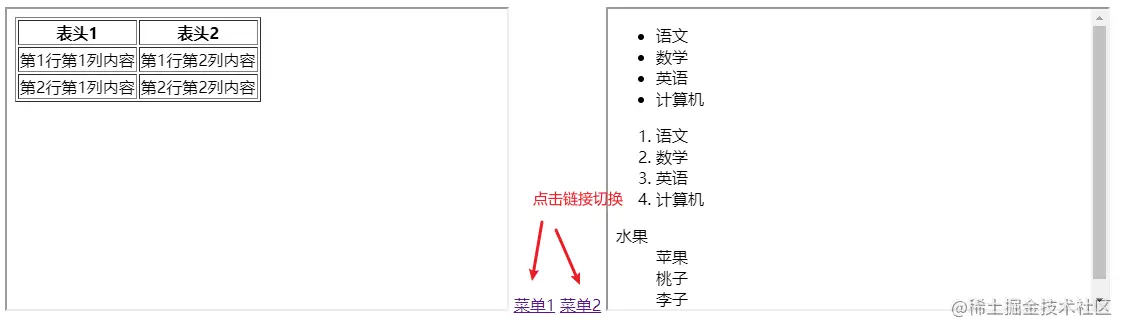 表头1 表头2
第1行第1列内容 第1行第2列内容
第2行第1列内容 第2行第2列内容
点击链接切换
菜单1 菜单2
• 语文
• 数学
• 英语
• 计算机
1. 语文
2. 数学
3. 英语
4. 计算机
水果
苹果
桃子
李子
@稀土掘金技术社区